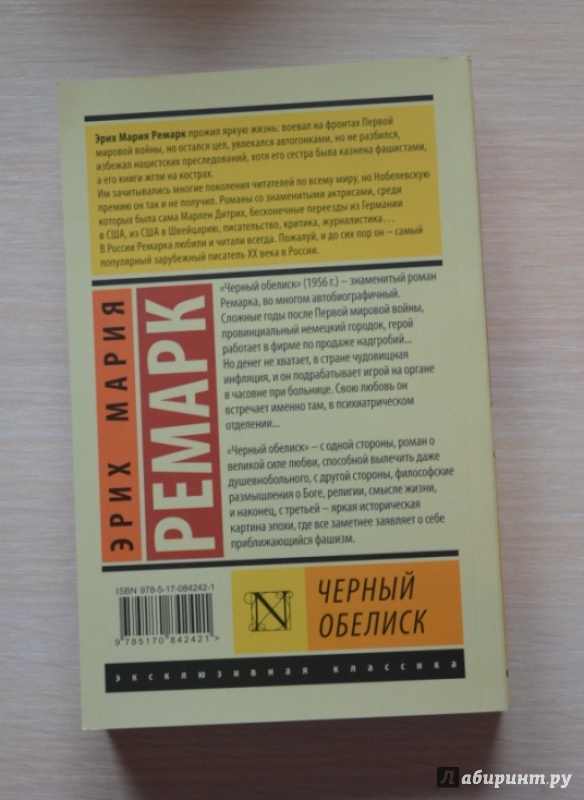 Эрих Мария Ремарк прожил яркую жизнь: воевал на фронтах Первой
мировой войны, но остался цел, увлекался автогонками, но не разбился,
избежал нацистских преследований, хотя его сестра была казнена фашистами,
а его книги жгли на кострах.
Им зачитывались многие поколения читателей по всему миру, но Нобелевскую
премию он так и не получил. Романы со знаменитыми актрисами, среди
которых была сама Марлен Дитрих, бесконечные переезды из Германии
в США, из США в Швейцарию, писательство, критика, журналистика...
В России Ремарка любили и читали всегда. Пожалуй, и до сих пор он – самый
популярный зарубежный писатель XX века в России.
ЭРИХ МАРИЯ
РЕМАРК
«Черный обелиск» (1956 г.) – знаменитый роман
Ремарка, во многом автобиографичный.
Сложные годы после Первой мировой войны,
провинциальный немецкий городок, герой
работает в фирме по продаже надгробий...
Но денег не хватает, в стране чудовищная
инфляция, и он подрабатывает игрой на органе
в часовне при больнице. Свою любовь он
встречает именно там, в психиатрическом
отделении...
«Черный обелиск» – с одной стороны, роман о
великой силе любви, способной вылечить даже
душевнобольного, с другой стороны, философские
размышления о Боге, религии, смысле жизни,
и наконец, с третьей – яркая историческая
картина эпохи, где все заметнее заявляет о себе
приближающийся фашизм.
ISBN 978-5-17-084242-1
9 785170 842421 >
N
ЧЕРНЫЙ
ОБЕЛИСК
эксклюзивная классика
Лабиринт.ру